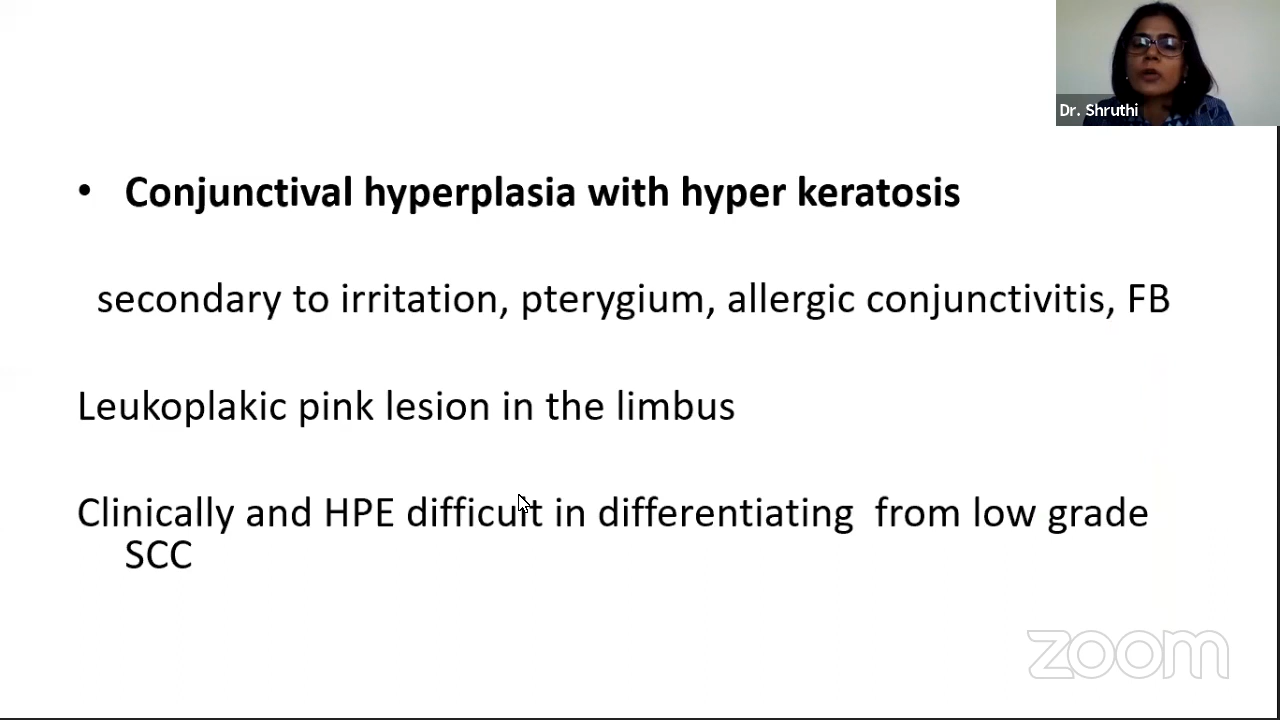 Dr. Shruthi
• Conjunctival hyperplasia with hyper keratosis
secondary to irritation, pterygium, allergic conjunctivitis, FB
Leukoplakic pink lesion in the limbus
Clinically and HPE difficult in differentiating from low grade
SCC
zoom